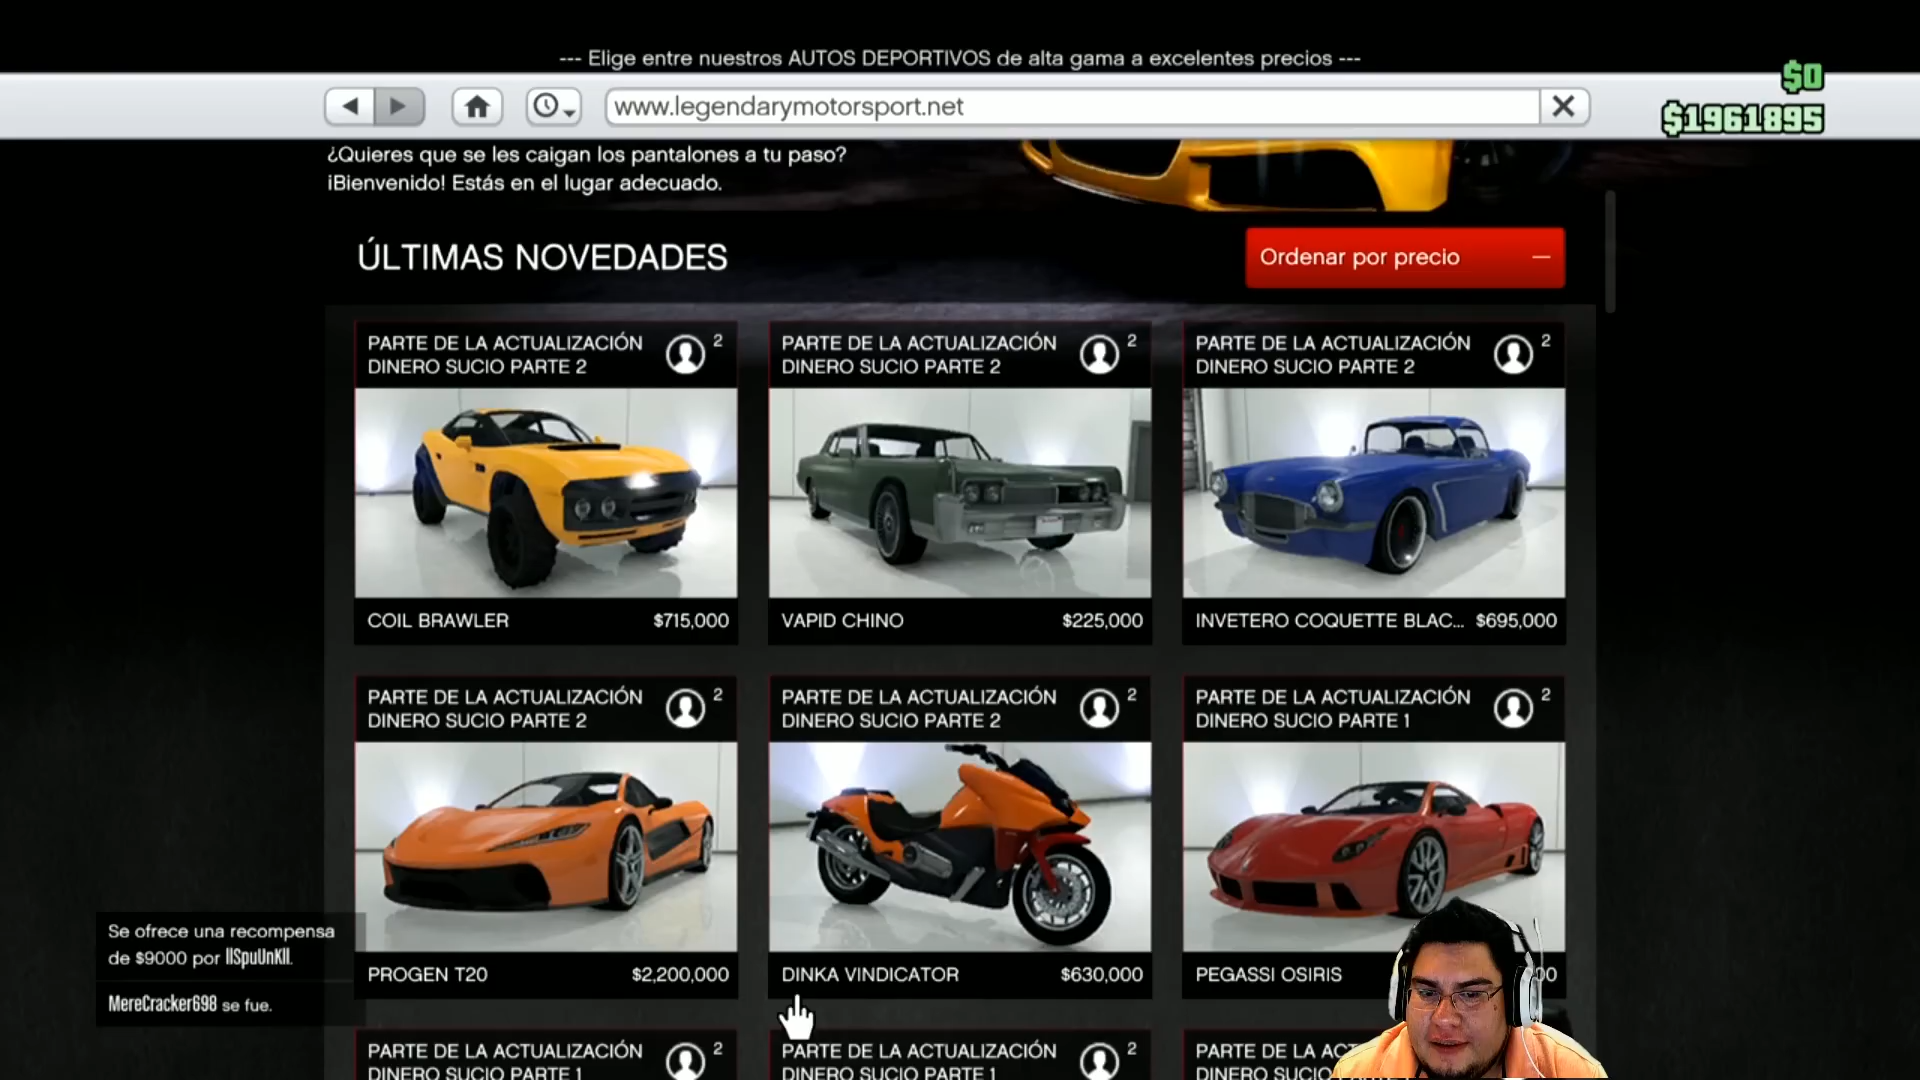 --- Elige entre nuestros AUTOS DEPORTIVOS de alta gama a excelentes precios ---
$0
www.legendarymotorsport.net
$1961895
¿Quieres que se les caigan los pantalones a tu paso?
¡Bienvenido! Estás en el lugar adecuado.
ÚLTIMAS NOVEDADES
Ordenar por precio
PARTE DE LA ACTUALIZACIÓN
DINERO SUCIO PARTE 2
2
PARTE DE LA ACTUALIZACIÓN
DINERO SUCIO PARTE 2
2
PARTE DE LA ACTUALIZACIÓN
DINERO SUCIO PARTE 2
2
COIL BRAWLER $715,000
VAPID CHINO $225,000
INVETERO COQUETTE BLAC... $695,000
PARTE DE LA ACTUALIZACIÓN
DINERO SUCIO PARTE 2
2
PARTE DE LA ACTUALIZACIÓN
DINERO SUCIO PARTE 2
2
PARTE DE LA ACTUALIZACIÓN
DINERO SUCIO PARTE 1
2
PROGEN T20 $2,200,000
DINKA VINDICATOR $630,000
PEGASSI OSIRIS
Se ofrece una recompensa
de $9000 por IlSpuUnKIl.
MereCracker698 se fue.
PARTE DE LA ACTUALIZACIÓN
DINERO SUCIO PARTE 1
2
PARTE DE LA ACTUALIZACIÓN
DINERO SUCIO PARTE 1
2
PARTE DE LA
DINERO SUCIO